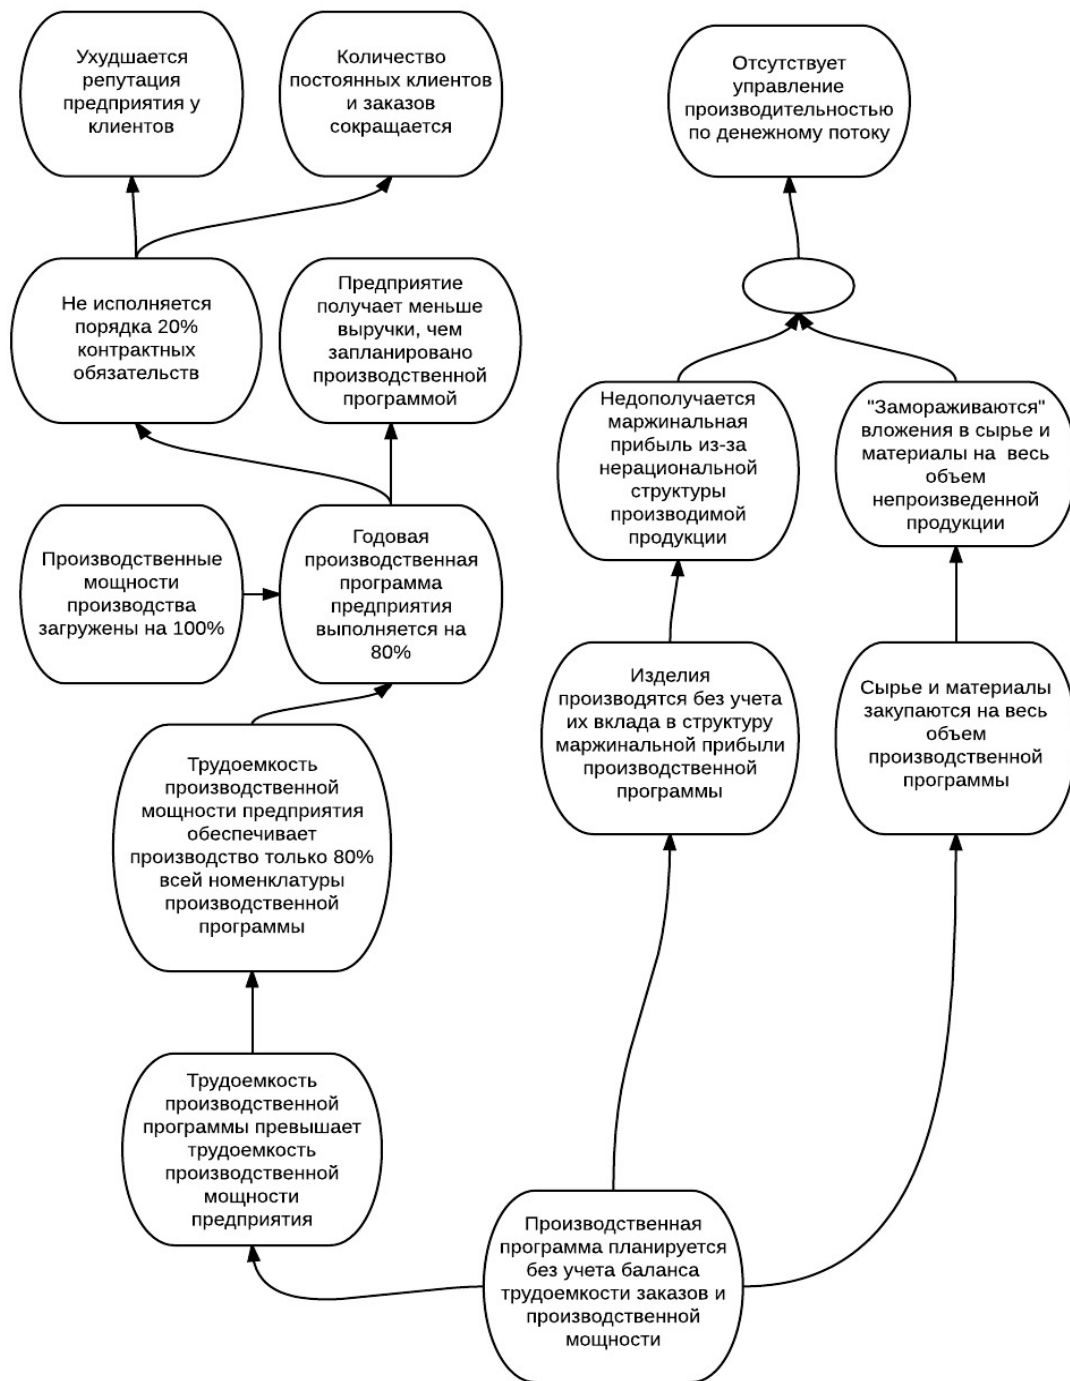 Ухудшается
репутация
предприятия у
клиентов
Количество
постоянных клиентов
и заказов
сокращается
Отсутствует
управление
производительностью
по денежному потоку
Не исполняется
порядка 20%
контрактных
обязательств
Предприятие
получает меньше
выручки, чем
запланировано
производственной
программой
Недополучается
маржинальная
прибыль из-за
нерациональной
структуры
производимой
продукции
"Замораживаются"
вложения в сырье и
материалы на весь
объем
непроизведенной
продукции
Производственные
мощности
производства
загружены на 100%
Годовая
производственная
программа
предприятия
выполняется на
80%
Изделия
производятся без учета
их вклада в структуру
маржинальной прибыли
производственной
программы
Сырье и материалы
закупаются на весь
объем
производственной
программы
Трудоемкость
производственной
мощности предприятия
обеспечивает
производство только 80%
всей номенклатуры
производственной
программы
Трудоемкость
производственной
программы превышает
трудоемкость
производственной
мощности
предприятия
Производственная
программа планируется
без учета баланса
трудоемкости заказов и
производственной
мощности